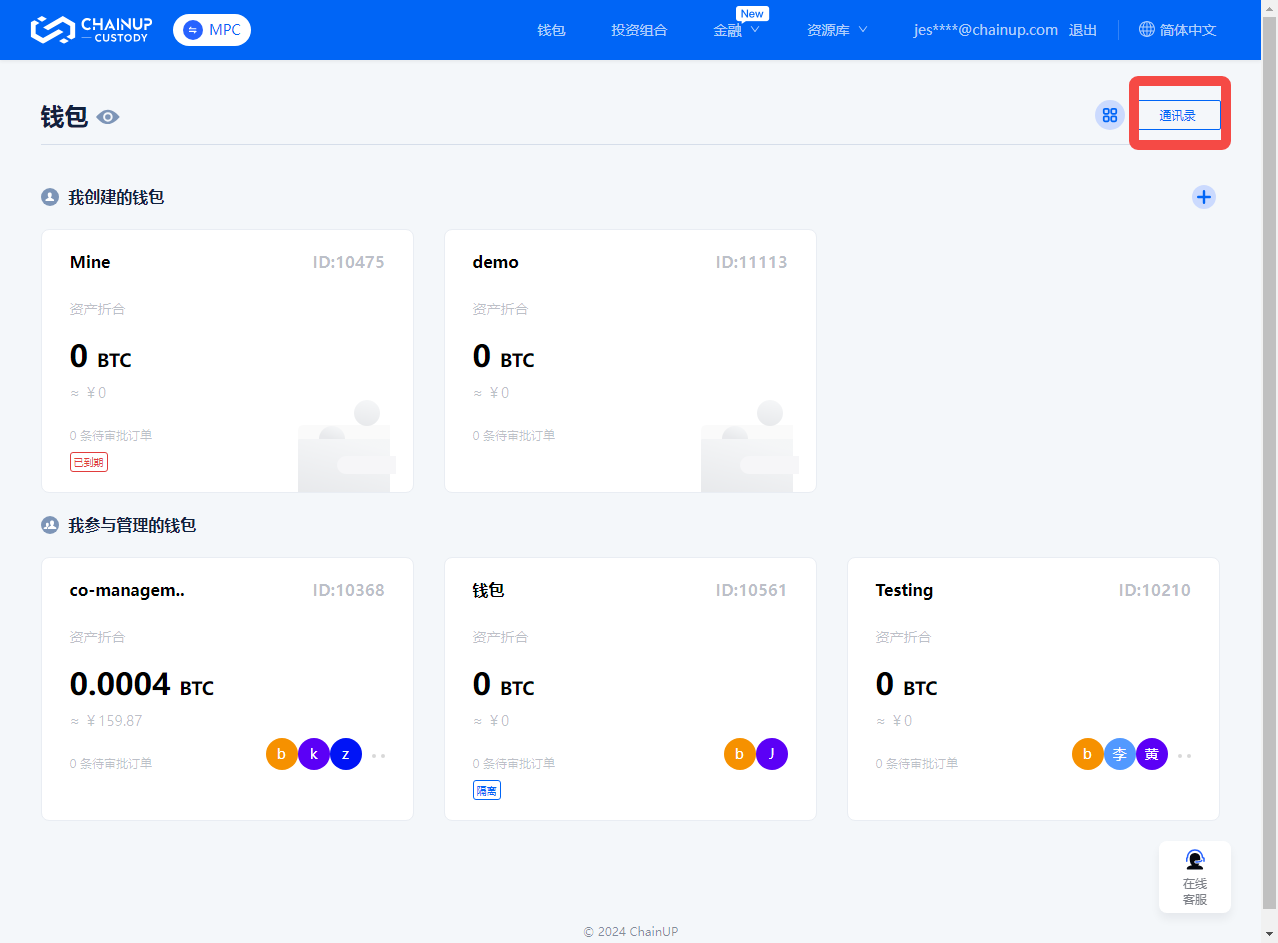 CHAINUP
CUSTODY
MPC
钱包
投资组合
金融
New
资源库
jes****@chainup.com
退出
简体中文
钱包
通讯录
我创建的钱包
Mine
ID:10475
资产折合
0 BTC
≈ ¥0
0 条待审批订单
已到期
demo
ID:11113
资产折合
0 BTC
≈ ¥0
0 条待审批订单
我参与管理的钱包
co-managem..
ID:10368
资产折合
0.0004 BTC
≈ ¥159.87
0 条待审批订单
b
k
z
钱包
ID:10561
资产折合
0 BTC
≈ ¥0
0 条待审批订单
b
J
隔离
Testing
ID:10210
资产折合
0 BTC
≈ ¥0
0 条待审批订单
b
李
黄
在线
客服
© 2024 ChainUP